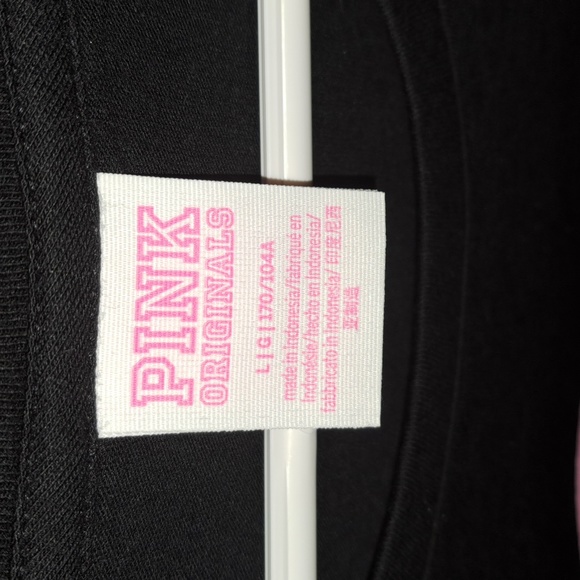 PINK
ORIGINALS
L|G|170/104A
made in Indonesia/fabriqué en
Indonésie/hecho en Indonesia/
fabbricato in Indonesia/印度尼西
亚制造